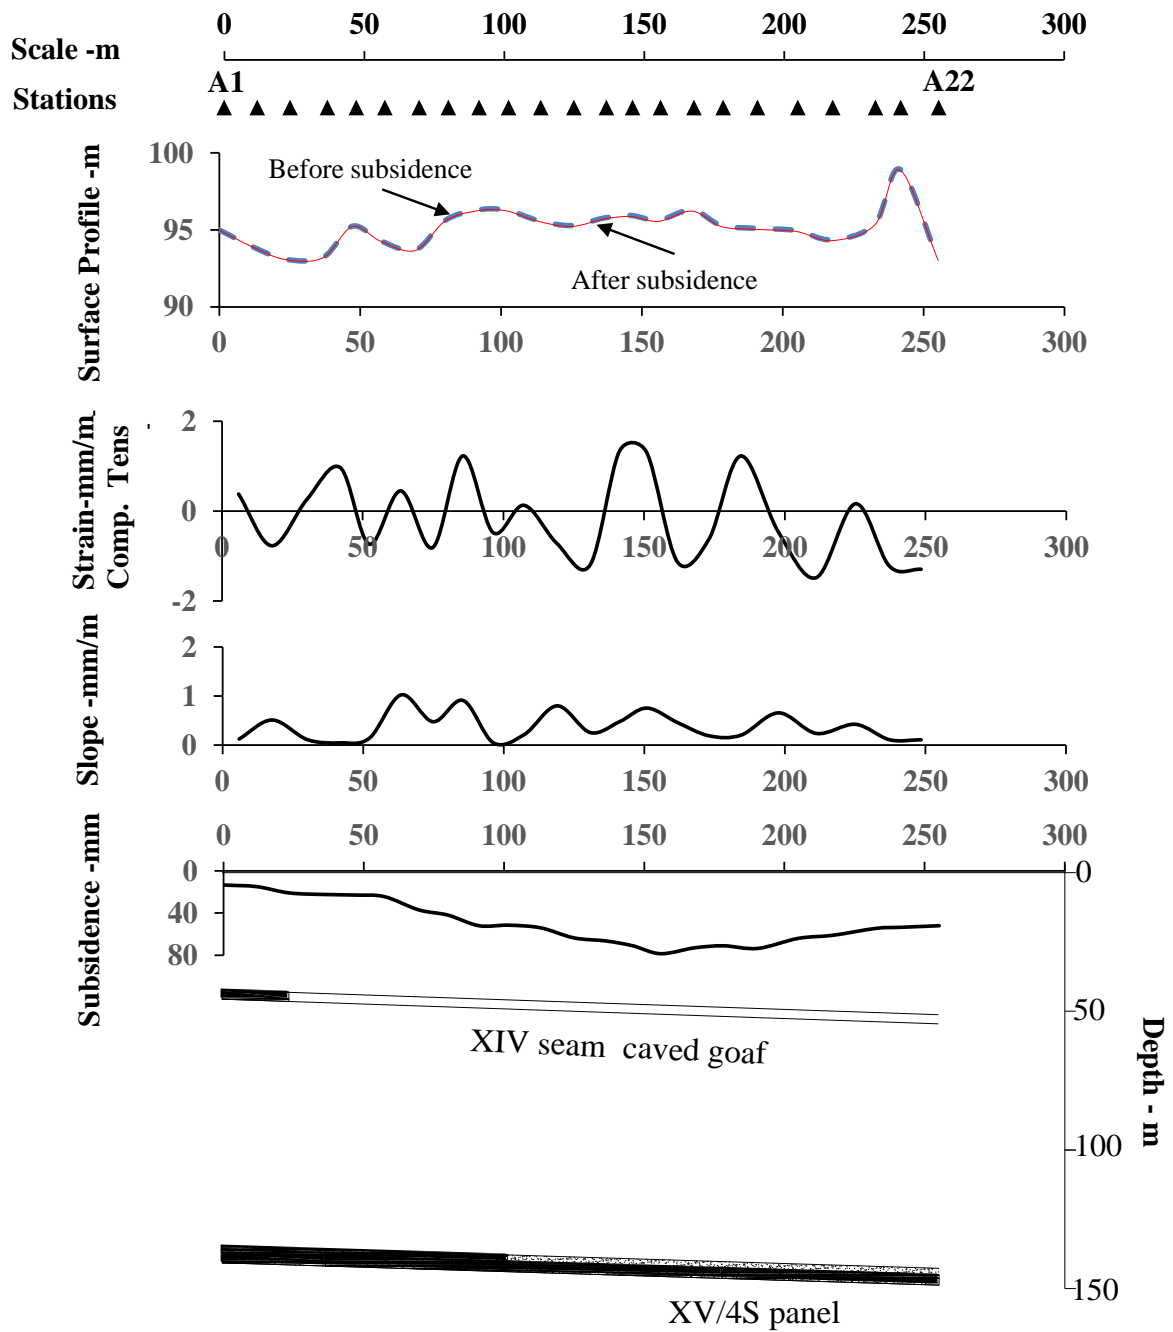 0 50 100 150 200 250 300
Scale -m
A1 A22
Stations
Surface Profile -m
100
95
90
Before subsidence
After subsidence
0 50 100 150 200 250 300
Strain-mm/m
Comp. Tens
-
2
0
-2
0 50 100 150 200 250 300
Slope -mm/m
2
1
0
0 50 100 150 200 250 300
0 50 100 150 200 250 300
Subsidence -mm
0
40
80
0
50
100
150
Depth - m
XIV seam caved goaf
XV/4S panel